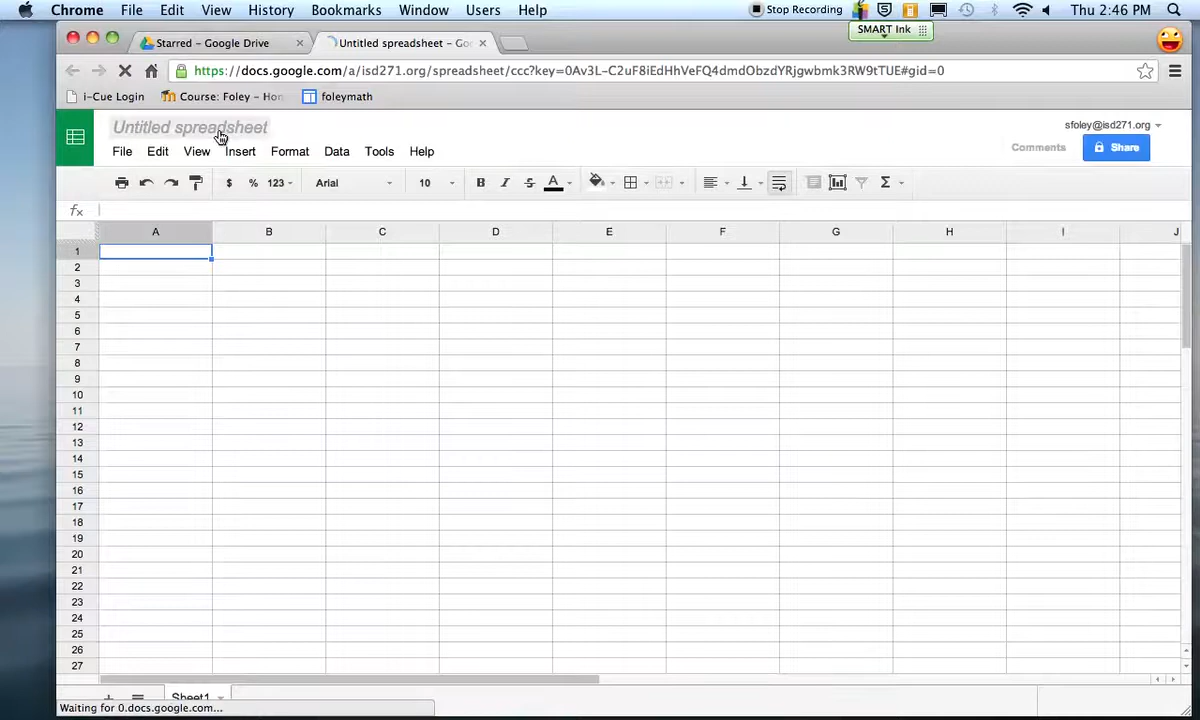 Chrome File Edit View History Bookmarks Window Users Help Stop Recording Thu 2:46 PM
SMART Ink
Starred – Google Drive × Untitled spreadsheet – Go ×
https://docs.google.com/a/isd271.org/spreadsheet/ccc?key=0Av3L-C2uF8iEdHhVeFQ4dmdObzdYRjgwbmk3RW9tTUE#gid=0
i-Cue Login Course: Foley – Hon foleymath
Untitled spreadsheet sfoley@isd271.org
File Edit View Insert Format Data Tools Help Comments Share
$ % 123 Arial 10 B I S A Σ
fx
A B C D E F G H I J
1
2
3
4
5
6
7
8
9
10
11
12
13
14
15
16
17
18
19
20
21
22
23
24
25
26
27
Sheet1
Waiting for 0.docs.google.com...